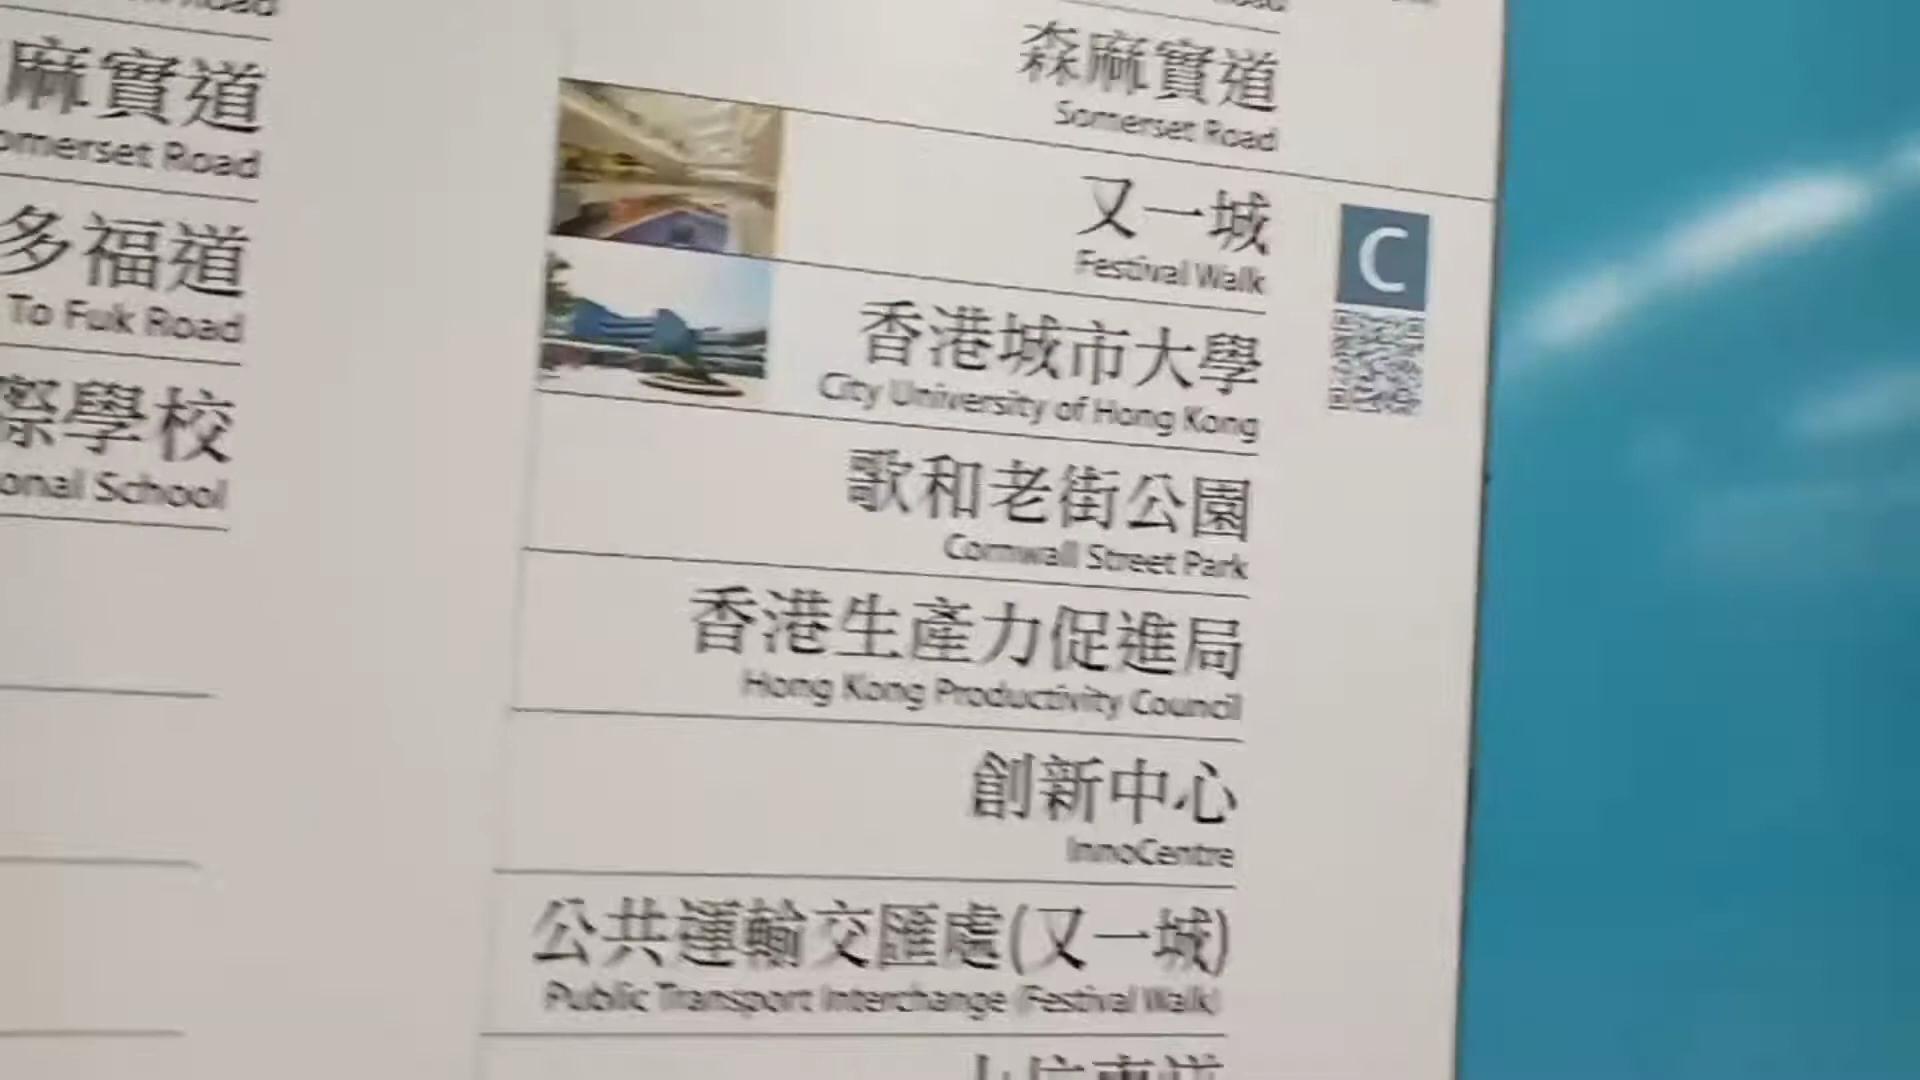 麻實道
omerset Road
多福道
To Fuk Road
際學校
onal School
森麻實道
Somerset Road
又一城
Festival Walk
C
香港城市大學
City University of Hong Kong
歌和老街公園
Cornwall Street Park
香港生產力促進局
Hong Kong Productivity Council
創新中心
InnoCentre
公共運輸交匯處(又一城)
Public Transport Interchange (Festival Walk)